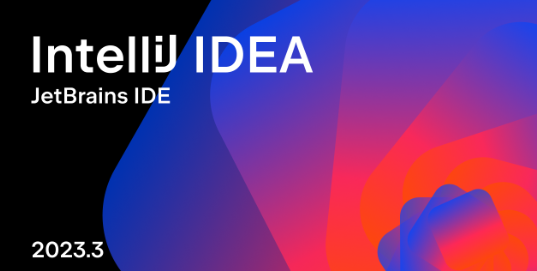 IntelliJ IDEA
JetBrains IDE
2023.3